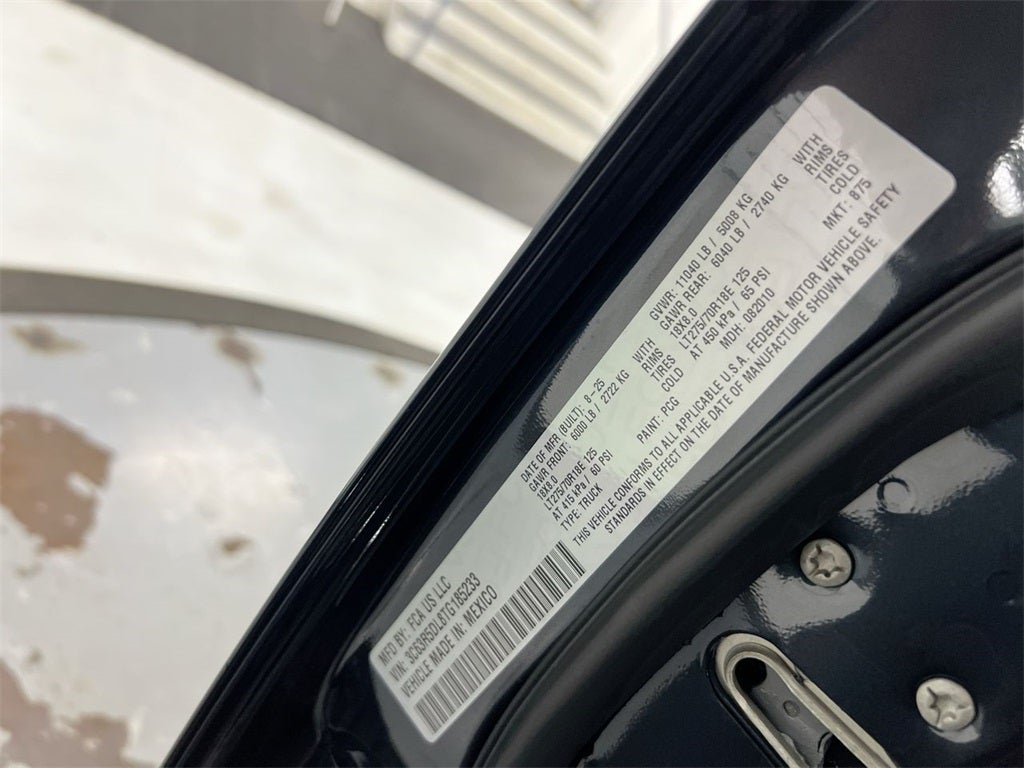 MFD BY: FCA US LLC
VIN: 3C63R5DL8TG185233
VEHICLE MADE IN: MEXICO
DATE OF MFR (BUILT): 8-25
GAWR FRONT: 6000 LB / 2722 KG WITH
18X8.0 RIMS
LT275/70R18E 125 TIRES
AT 415 kPa / 60 PSI COLD
TYPE: TRUCK PAINT: PCG
GVWR: 11040 LB / 5008 KG
GAWR REAR: 6040 LB / 2740 KG WITH
18X8.0 RIMS
LT275/70R18E 125 TIRES
AT 450 kPa / 65 PSI COLD
MDH: 082010 MKT: 875
THIS VEHICLE CONFORMS TO ALL APPLICABLE U.S.A. FEDERAL MOTOR VEHICLE SAFETY
STANDARDS IN EFFECT ON THE DATE OF MANUFACTURE SHOWN ABOVE.